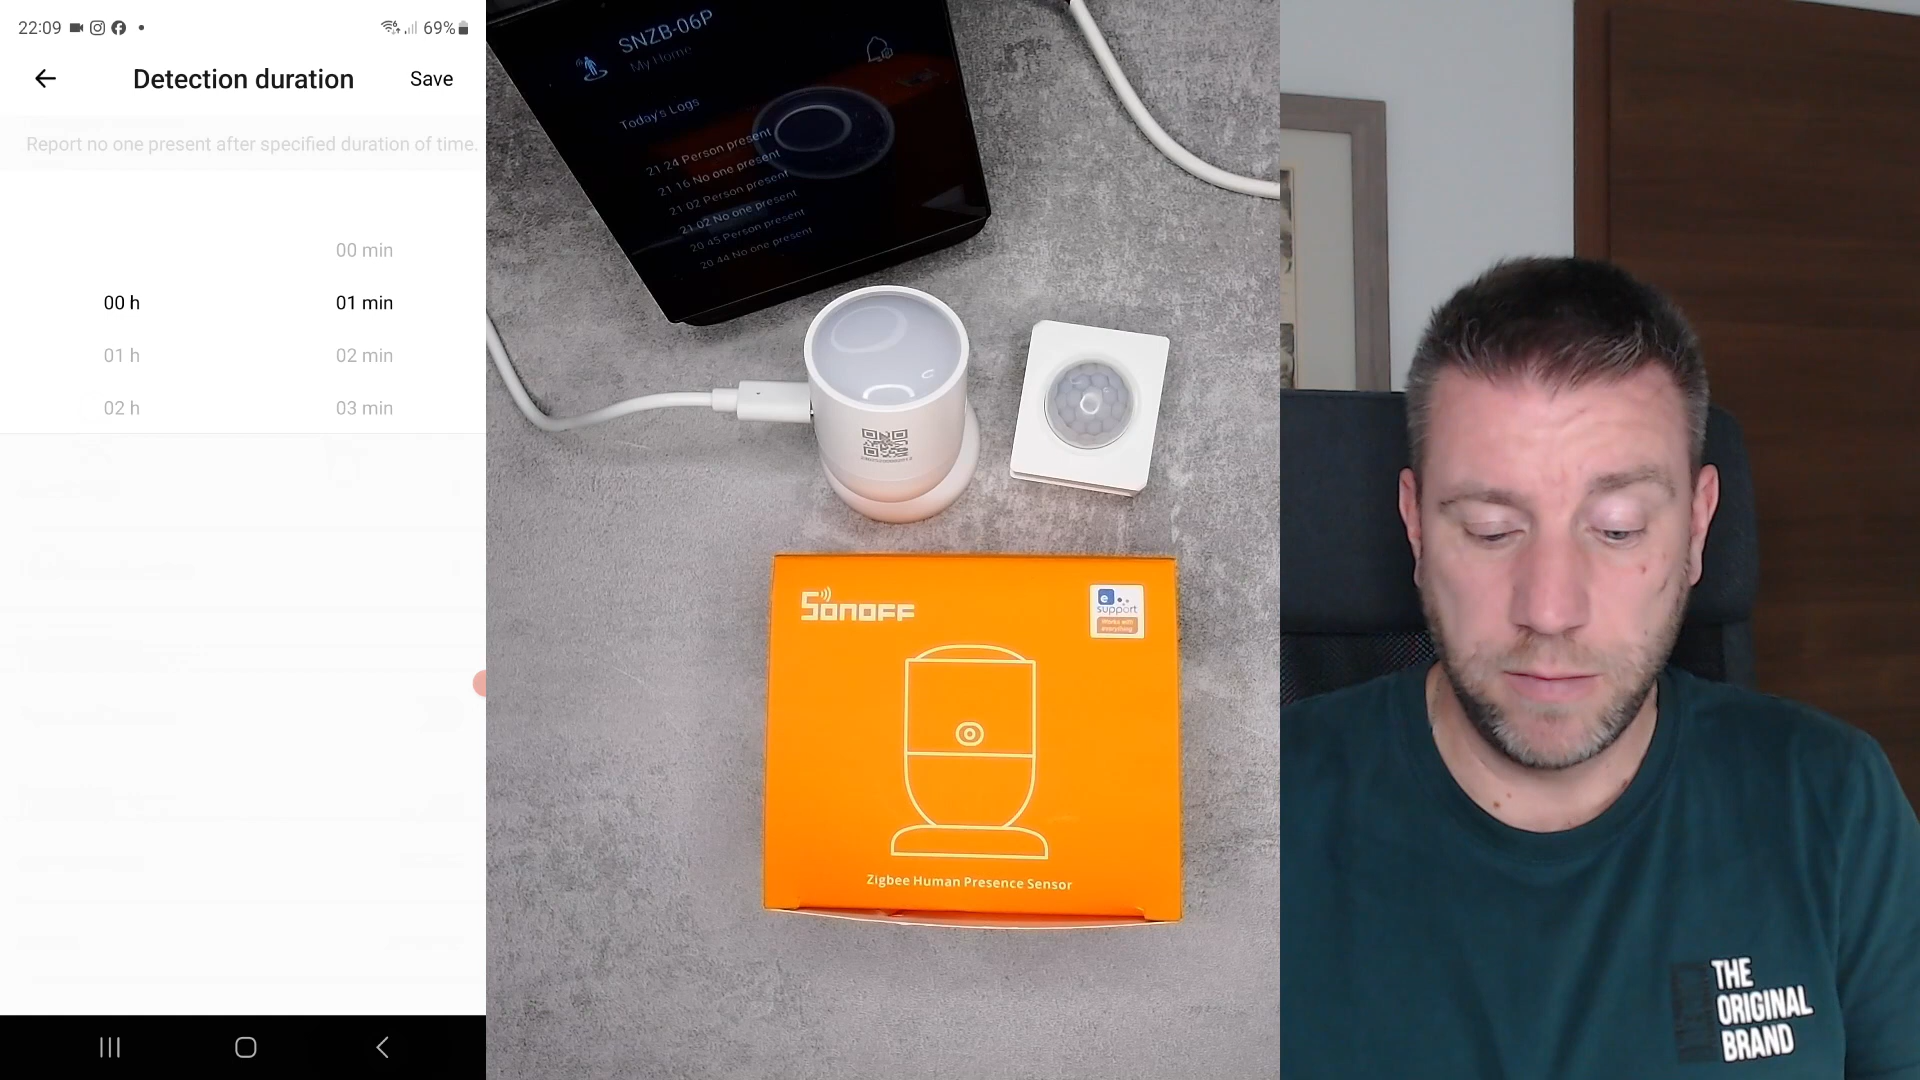 22:09
69%
Detection duration
Save
Report no one present after specified duration of time.
00 min
00 h
01 min
01 h
02 min
02 h
03 min
SNZB-06P
My Home
Today's Logs
21 24 Person present
21 16 No one present
21 02 Person present
21 02 No one present
20 45 Person present
20 44 No one present
SONOFF
e
support
Works with
everything
Zigbee Human Presence Sensor
THE
ORIGINAL
BRAND